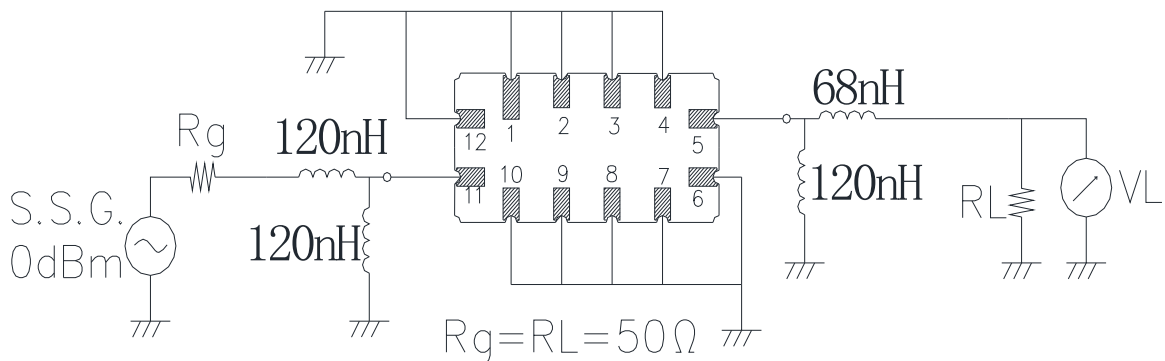 68nH
Rg
120nH
12
1
2
3
4
5
S.S.G.
0dBm
120nH
11
10
9
8
7
6
120nH
RL
VL
Rg=RL=50Ω